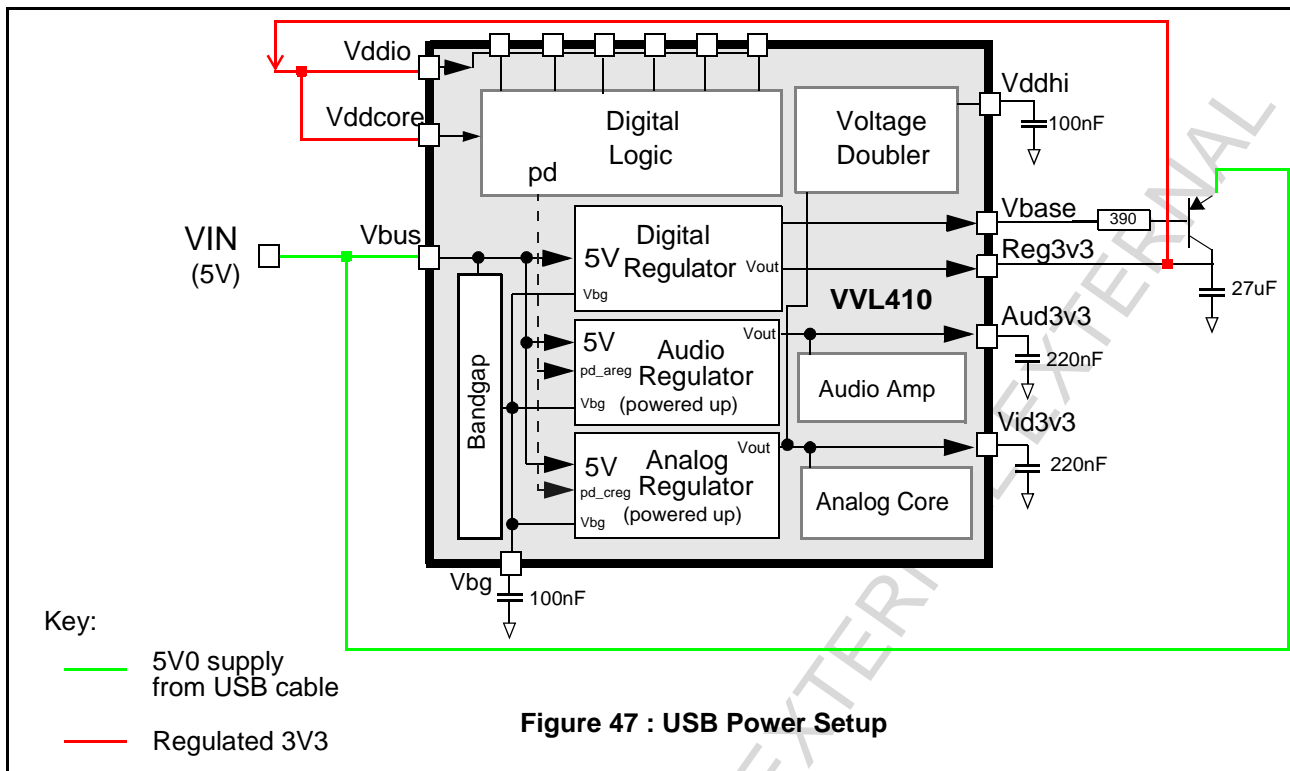 Vddio
Vddcore
Digital
Logic
pd
Voltage
Doubler
Vddhi
100nF
VIN
(5V)
Vbus
5V
Digital
Regulator
Vout
Vbg
Vbase
390
Reg3v3
27uF
VVL410
5V
Audio
Regulator
(powered up)
Vout
pd_areg
Vbg
Aud3v3
220nF
Audio Amp
Bandgap
5V
Analog
Regulator
(powered up)
Vout
pd_creg
Vbg
Vid3v3
220nF
Analog Core
Vbg
100nF
Key:
5V0 supply
from USB cable
Regulated 3V3
Figure 47 : USB Power Setup
EXTERNAL